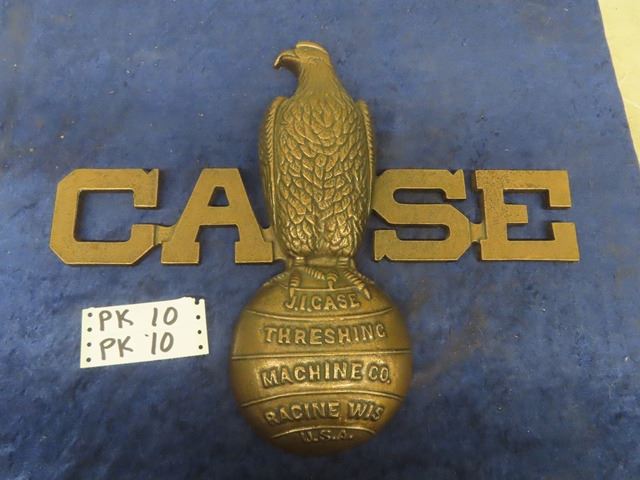 CASE
J.I.CASE
THRESHING
MACHINE CO.
RACINE, WIS
U.S.A.
PK 10
PK 10